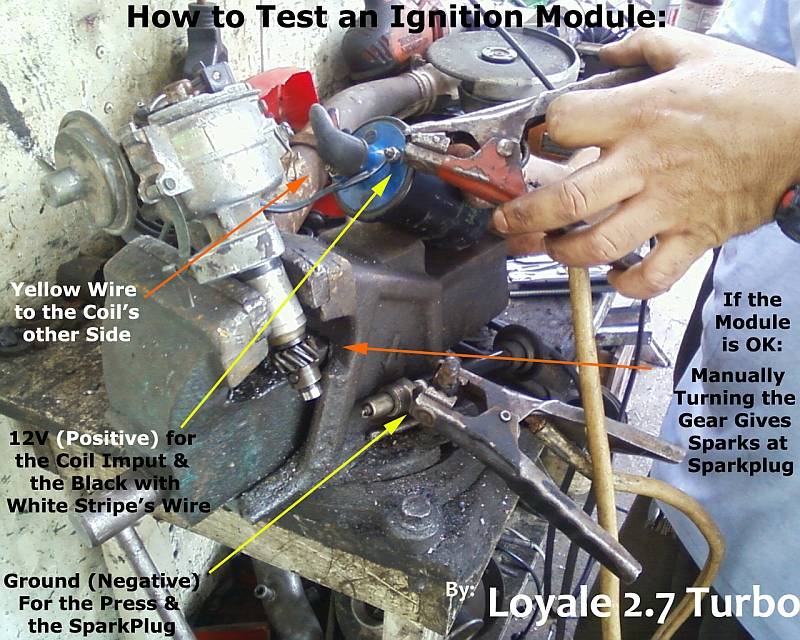 How to Test an Ignition Module:
Yellow Wire
to the Coil's
other Side
12V (Positive) for
the Coil Imput &
the Black with
White Stripe's Wire
Ground (Negative)
For the Press &
the SparkPlug
If the
Module
is OK:
Manually
Turning the
Gear Gives
Sparks at
Sparkplug
By: Loyale 2.7 Turbo